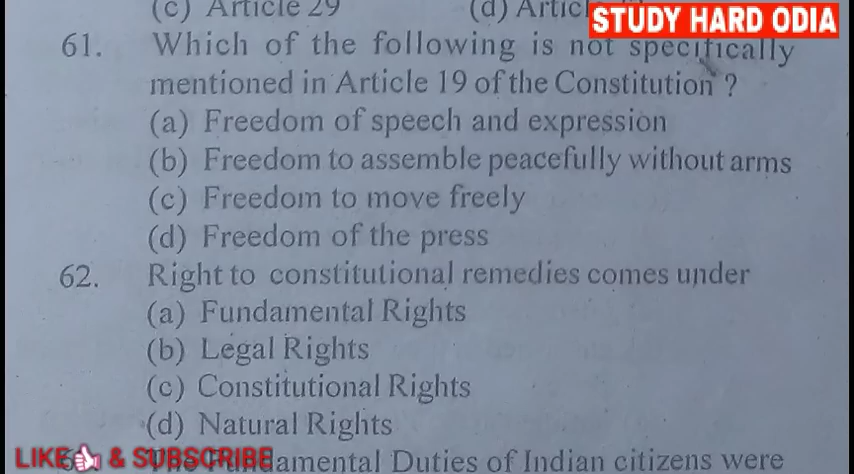 (c) Article 29 (d)
STUDY HARD ODIA
61. Which of the following is not specifically
mentioned in Article 19 of the Constitution ?
(a) Freedom of speech and expression
(b) Freedom to assemble peacefully without arms
(c) Freedom to move freely
(d) Freedom of the press
62. Right to constitutional remedies comes under
(a) Fundamental Rights
(b) Legal Rights
(c) Constitutional Rights
(d) Natural Rights
Duties of Indian citizens were
LIKE & SUBSCRIBE